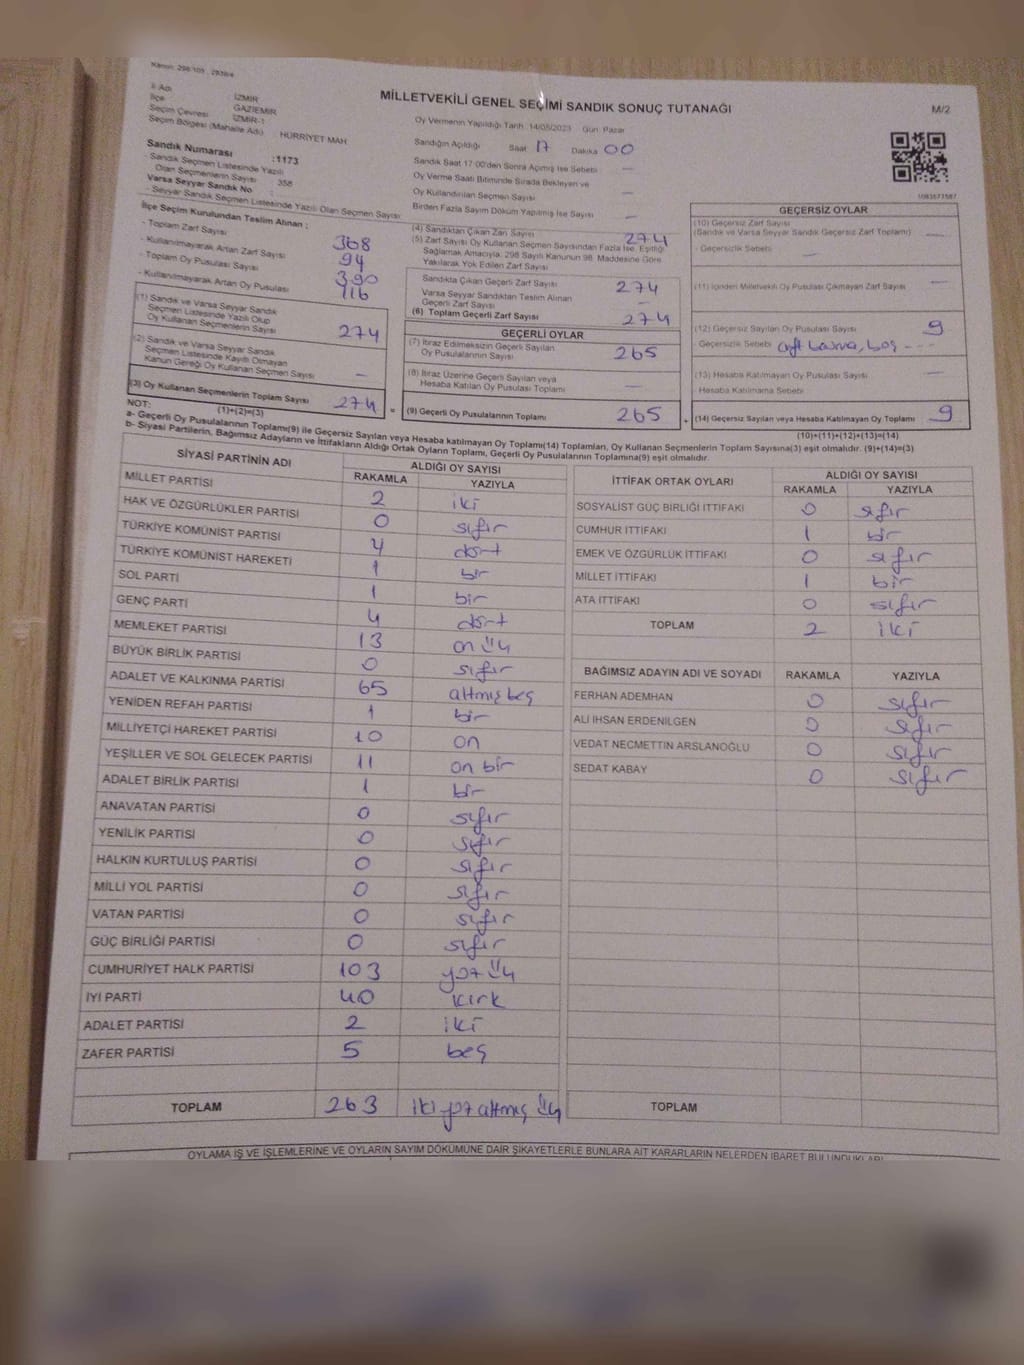 Kanun: 298/105 , 2839/4
İl Adı : İZMİR
İlçe : GAZİEMİR
Seçim Çevresi : İZMİR-1
Seçim Bölgesi (Mahalle Adı) : HÜRRİYET MAH
Sandık Numarası :1173
- Sandık Seçmen Listesinde Yazılı
Olan Seçmenlerin Sayısı : 358
Varsa Seyyar Sandık No :
- Seyyar Sandık Seçmen Listesinde Yazılı Olan Seçmen Sayısı:
MİLLETVEKİLİ GENEL SEÇİMİ SANDIK SONUÇ TUTANAĞI
M/2
Oy Vermenin Yapıldığı Tarih :14/05/2023 Gün: Pazar
Sandığın Açıldığı Saat 17 Dakika 00
Sandık Saat 17:00'den Sonra Açılmış İse Sebebi —
Oy Verme Saati Bitiminde Sırada Bekleyen ve
Oy Kullandırılan Seçmen Sayısı —
Birden Fazla Sayım Döküm Yapılmış İse Sayısı —
İlçe Seçim Kurulundan Teslim Alınan ;
- Toplam Zarf Sayısı 368
- Kullanılmayarak Artan Zarf Sayısı 94
- Toplam Oy Pusulası Sayısı 390
- Kullanılmayarak Artan Oy Pusulası 116
(1) Sandık ve Varsa Seyyar Sandık
Seçmen Listesinde Yazılı Olup
Oy Kullanan Seçmenlerin Sayısı 274
(2) Sandık ve Varsa Seyyar Sandık
Seçmen Listesinde Kayıtlı Olmayan
Kanun Gereği Oy Kullanan Seçmen Sayısı —
(3) Oy Kullanan Seçmenlerin Toplam Sayısı 274
(1)+(2)=(3)
(4) Sandıktan Çıkan Zarf Sayısı 274
(5) Zarf Sayısı Oy Kullanan Seçmen Sayısından Fazla İse, Eşitliği
Sağlamak Amacıyla, 298 Sayılı Kanunun 98. Maddesine Göre
Yakılarak Yok Edilen Zarf Sayısı
Sandıkta Çıkan Geçerli Zarf Sayısı 274
Varsa Seyyar Sandıktan Teslim Alınan
Geçerli Zarf Sayısı —
(6) Toplam Geçerli Zarf Sayısı 274
GEÇERLİ OYLAR
(7) İtiraz Edilmeksizin Geçerli Sayılan
Oy Pusulalarının Sayısı 265
(8) İtiraz Üzerine Geçerli Sayılan veya
Hesaba Katılan Oy Pusulası Toplamı —
= (9) Geçerli Oy Pusulalarının Toplamı 265 +
GEÇERSİZ OYLAR
(10) Geçersiz Zarf Sayısı
(Sandık ve Varsa Seyyar Sandık Geçersiz Zarf Toplamı) —
- Geçersizlik Sebebi —
(11) İçinden Milletvekili Oy Pusulası Çıkmayan Zarf Sayısı —
(12) Geçersiz Sayılan Oy Pusulası Sayısı 9
Geçersizlik Sebebi çift basma, boş - - -
(13) Hesaba Katılmayan Oy Pusulası Sayısı —
- Hesaba Katılmama Sebebi
(14) Geçersiz Sayılan veya Hesaba Katılmayan Oy Toplamı 9
(10)+(11)+(12)+(13)=(14)
NOT:
a- Geçerli Oy Pusulalarının Toplamı(9) ile Geçersiz Sayılan veya Hesaba katılmayan Oy Toplamı(14) Toplamları, Oy Kullanan Seçmenlerin Toplam Sayısına(3) eşit olmalıdır. (9)+(14)=(3)
b- Siyasi Partilerin, Bağımsız Adayların ve İttifakların Aldığı Ortak Oyların Toplamı, Geçerli Oy Pusulalarının Toplamına(9) eşit olmalıdır.
SİYASİ PARTİNİN ADI ALDIĞI OY SAYISI
RAKAMLA YAZIYLA
MİLLET PARTİSİ 2 iki
HAK VE ÖZGÜRLÜKLER PARTİSİ 0 sıfır
TÜRKİYE KOMÜNİST PARTİSİ 4 dört
TÜRKİYE KOMÜNİST HAREKETİ 1 bir
SOL PARTİ 1 bir
GENÇ PARTİ 4 dört
MEMLEKET PARTİSİ 13 on üç
BÜYÜK BİRLİK PARTİSİ 0 sıfır
ADALET VE KALKINMA PARTİSİ 65 altmış beş
YENİDEN REFAH PARTİSİ 1 bir
MİLLİYETÇİ HAREKET PARTİSİ 10 on
YEŞİLLER VE SOL GELECEK PARTİSİ 11 on bir
ADALET BİRLİK PARTİSİ 1 bir
ANAVATAN PARTİSİ 0 sıfır
YENİLİK PARTİSİ 0 sıfır
HALKIN KURTULUŞ PARTİSİ 0 sıfır
MİLLİ YOL PARTİSİ 0 sıfır
VATAN PARTİSİ 0 sıfır
GÜÇ BİRLİĞİ PARTİSİ 0 sıfır
CUMHURİYET HALK PARTİSİ 103 yüz üç
İYİ PARTİ 40 kırk
ADALET PARTİSİ 2 iki
ZAFER PARTİSİ 5 beş
TOPLAM 263 iki yüz altmış üç
İTTİFAK ORTAK OYLARI ALDIĞI OY SAYISI
RAKAMLA YAZIYLA
SOSYALİST GÜÇ BİRLİĞİ İTTİFAKI 0 sıfır
CUMHUR İTTİFAKI 1 bir
EMEK VE ÖZGÜRLÜK İTTİFAKI 0 sıfır
MİLLET İTTİFAKI 1 bir
ATA İTTİFAKI 0 sıfır
TOPLAM 2 iki
BAĞIMSIZ ADAYIN ADI VE SOYADI RAKAMLA YAZIYLA
FERHAN ADEMHAN 0 sıfır
ALİ İHSAN ERDENİLGEN 0 sıfır
VEDAT NECMETTİN ARSLANOĞLU 0 sıfır
SEDAT KABAY 0 sıfır
TOPLAM
OYLAMA İŞ VE İŞLEMLERİNE VE OYLARIN SAYIM DÖKÜMÜNE DAİR ŞİKAYETLERLE BUNLARA AİT KARARLARIN NELERDEN İBARET BULUNDUKLARI